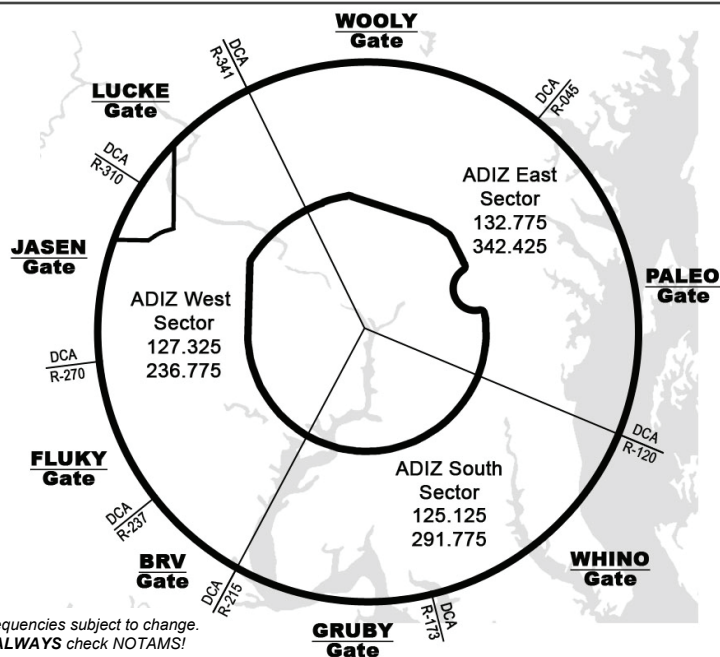 WOOLY
Gate
DCA
R-341
DCA
R-045
LUCKE
Gate
DCA
R-310
ADIZ East
Sector
132.775
342.425
JASEN
Gate
PALEO
Gate
ADIZ West
Sector
127.325
236.775
DCA
R-270
DCA
R-120
FLUKY
Gate
ADIZ South
Sector
125.125
291.775
DCA
R-237
BRV
Gate
WHINO
Gate
DCA
R-215
DCA
R-173
GRUBY
Gate
equencies subject to change.
ALWAYS check NOTAMS!